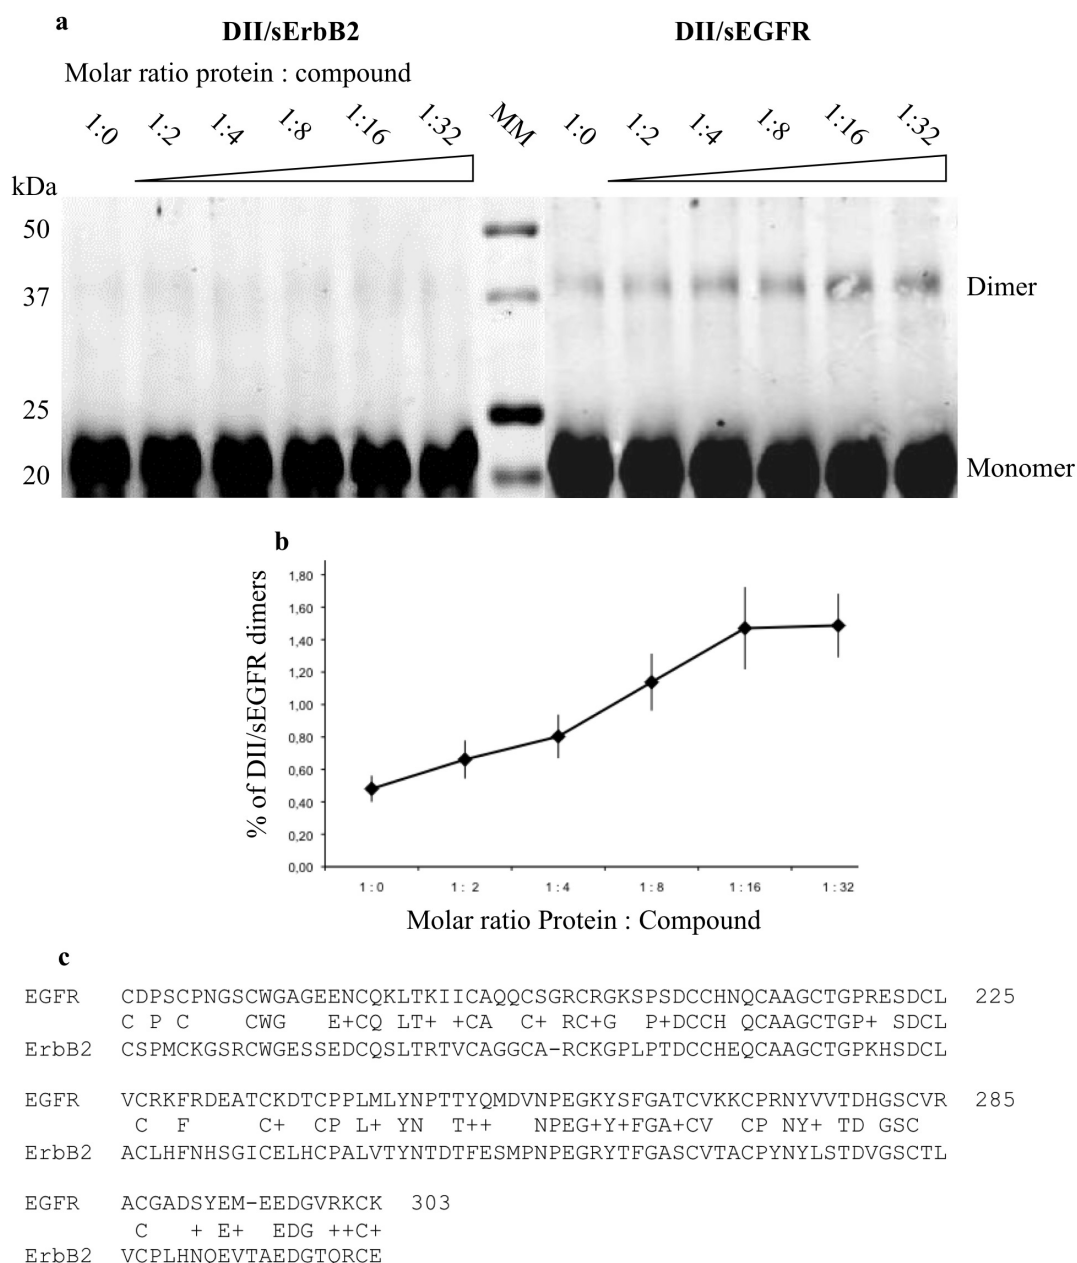 a
DII/sErbB2 DII/sEGFR
Molar ratio protein : compound
1:0 1:2 1:4 1:8 1:16 1:32 MM 1:0 1:2 1:4 1:8 1:16 1:32
kDa
50
37 Dimer
25
20 Monomer
b
% of DII/sEGFR dimers
1,80
1,60
1,40
1,20
1,00
0,80
0,60
0,40
0,20
0,00
1 : 0 1 : 2 1 : 4 1 : 8 1 : 16 1 : 32
Molar ratio Protein : Compound
c
EGFR CDPSCPNGSCWGAGEENCQKLTKIICAQQCSGRCRGKSPSDCCHNQCAAGCTGPRESDCL 225
C P C CWG E+CQ LT+ +CA C+ RC+G P+DCCH QCAAGCTGP+ SDCL
ErbB2 CSPMCKGSRCWGESSEDCQSLTRTVCAGGCA-RCKGPLPTDCCHEQCAAGCTGPKHSDCL
EGFR VCRKFRDEATCKDTCPPLMLYNPTTYQMDVNPEGKYSFGATCVKKCPRNYVVTDHGSCVR 285
C F C+ CP L+ YN T++ NPEG+Y+FGA+CV CP NY+ TD GSC
ErbB2 ACLHFNHSGICELHCPALVTYNTDTFESMPNPEGRYTFGASCVTACPYNYLSTDVGSCTL
EGFR ACGADSYEM-EEDGVRKCK 303
C + E+ EDG ++C+
ErbB2 VCPLHNQEVTAEDGTQRCE